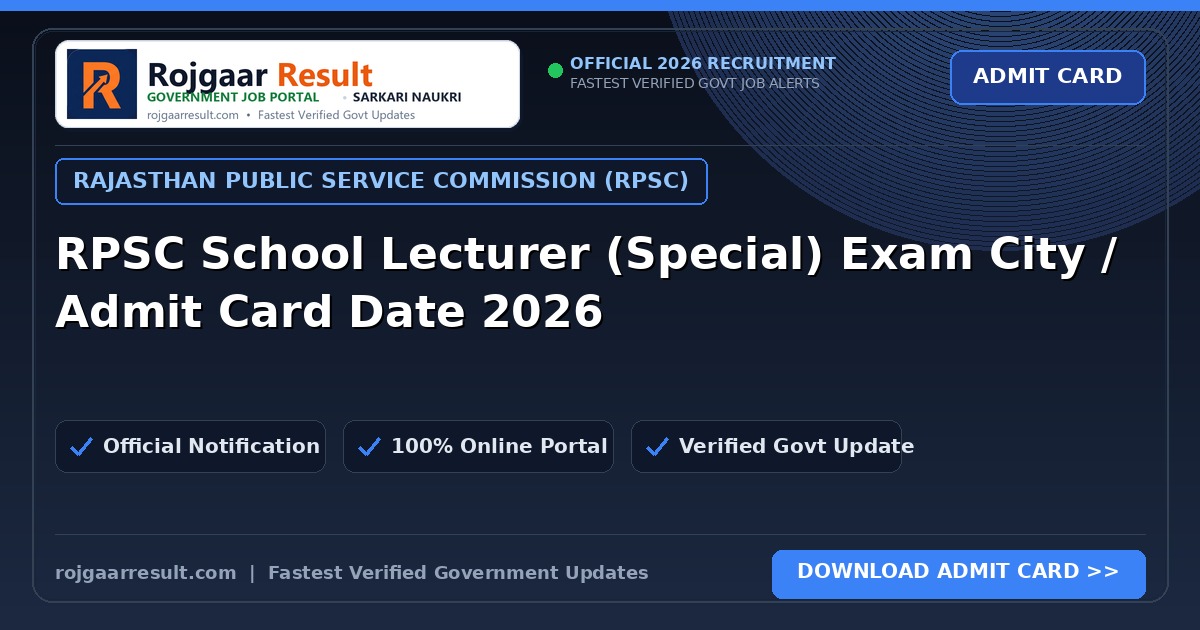 Rojgaar Result
GOVERNMENT JOB PORTAL • SARKARI NAUKRI
rojgaarresult.com • Fastest Verified Govt Updates
OFFICIAL 2026 RECRUITMENT
FASTEST VERIFIED GOVT JOB ALERTS
ADMIT CARD
RAJASTHAN PUBLIC SERVICE COMMISSION (RPSC)
RPSC School Lecturer (Special) Exam City /
Admit Card Date 2026
Official Notification
100% Online Portal
Verified Govt Update
rojgaarresult.com | Fastest Verified Government Updates
DOWNLOAD ADMIT CARD >>